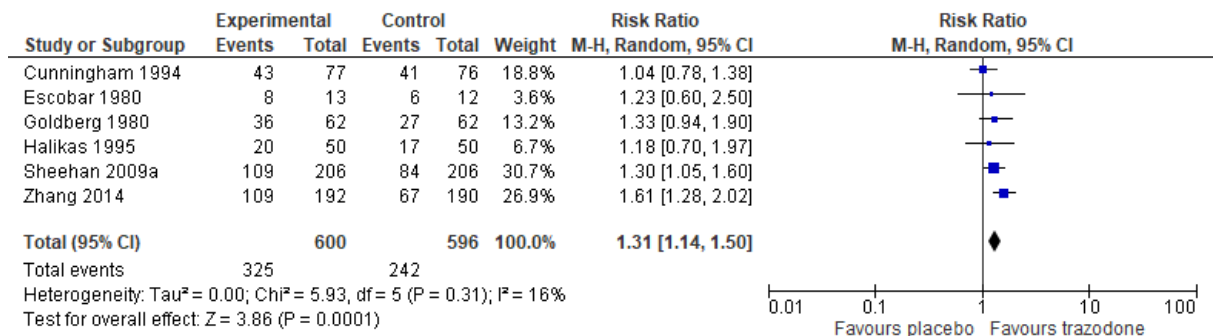 Experimental Control Risk Ratio Risk Ratio
Study or Subgroup Events Total Events Total Weight M-H, Random, 95% CI M-H, Random, 95% CI
Cunningham 1994 43 77 41 76 18.8% 1.04 [0.78, 1.38]
Escobar 1980 8 13 6 12 3.6% 1.23 [0.60, 2.50]
Goldberg 1980 36 62 27 62 13.2% 1.33 [0.94, 1.90]
Halikas 1995 20 50 17 50 6.7% 1.18 [0.70, 1.97]
Sheehan 2009a 109 206 84 206 30.7% 1.30 [1.05, 1.60]
Zhang 2014 109 192 67 190 26.9% 1.61 [1.28, 2.02]
Total (95% CI) 600 596 100.0% 1.31 [1.14, 1.50]
Total events 325 242
Heterogeneity: Tau² = 0.00; Chi² = 5.93, df = 5 (P = 0.31); I² = 16%
Test for overall effect: Z = 3.86 (P = 0.0001)
0.01 0.1 1 10 100
Favours placebo Favours trazodone